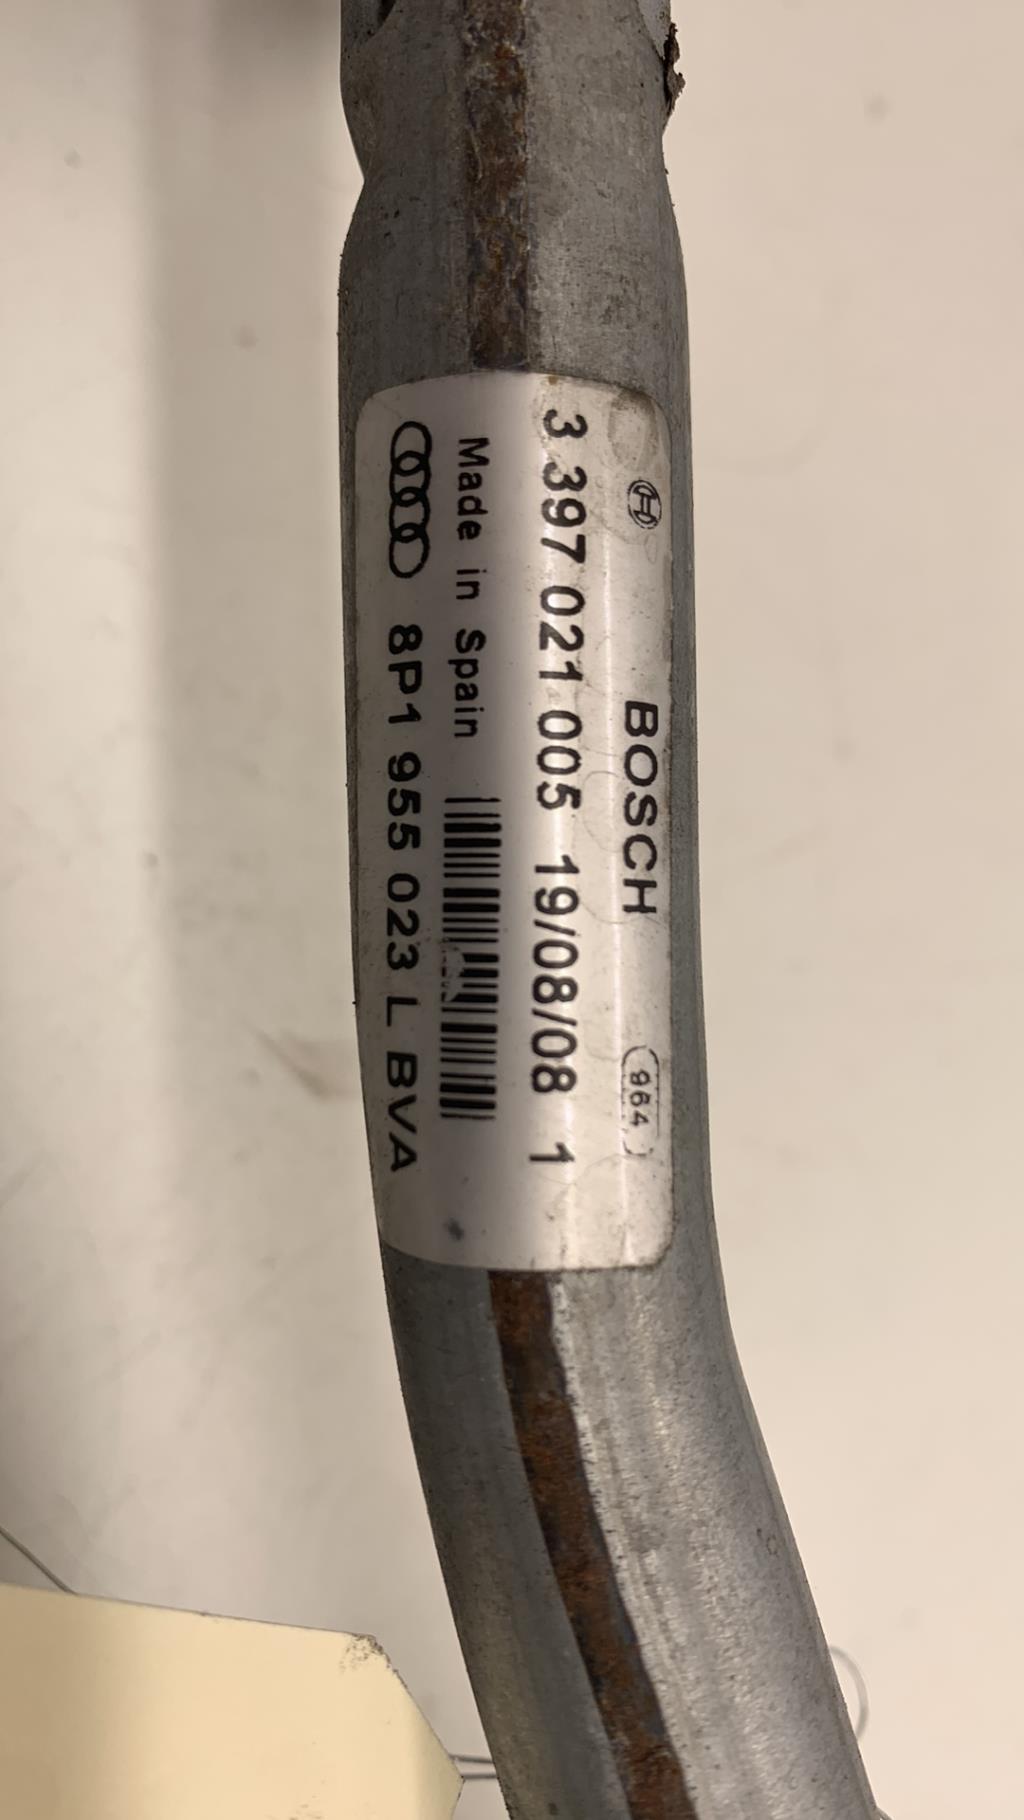 BOSCH 964
3 397 021 005 19/08/08 1
Made in Spain
8P1 955 023 L BVA